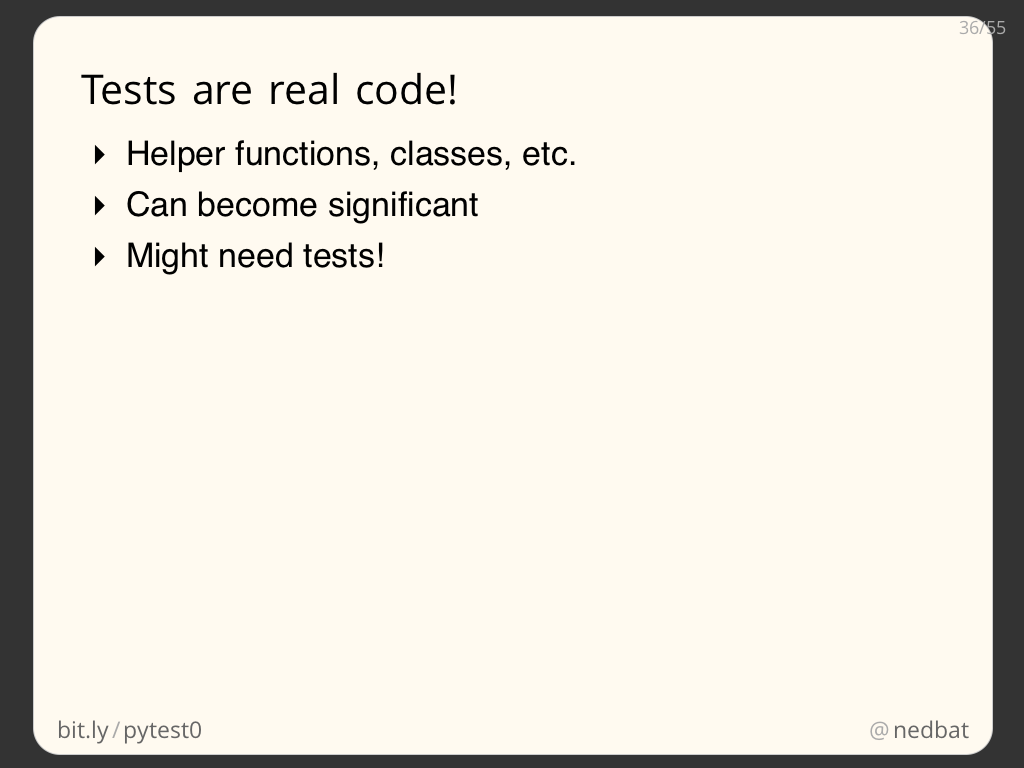 36/55
Tests are real code!
Helper functions, classes, etc.
Can become significant
Might need tests!
bit.ly/pytest0
@nedbat